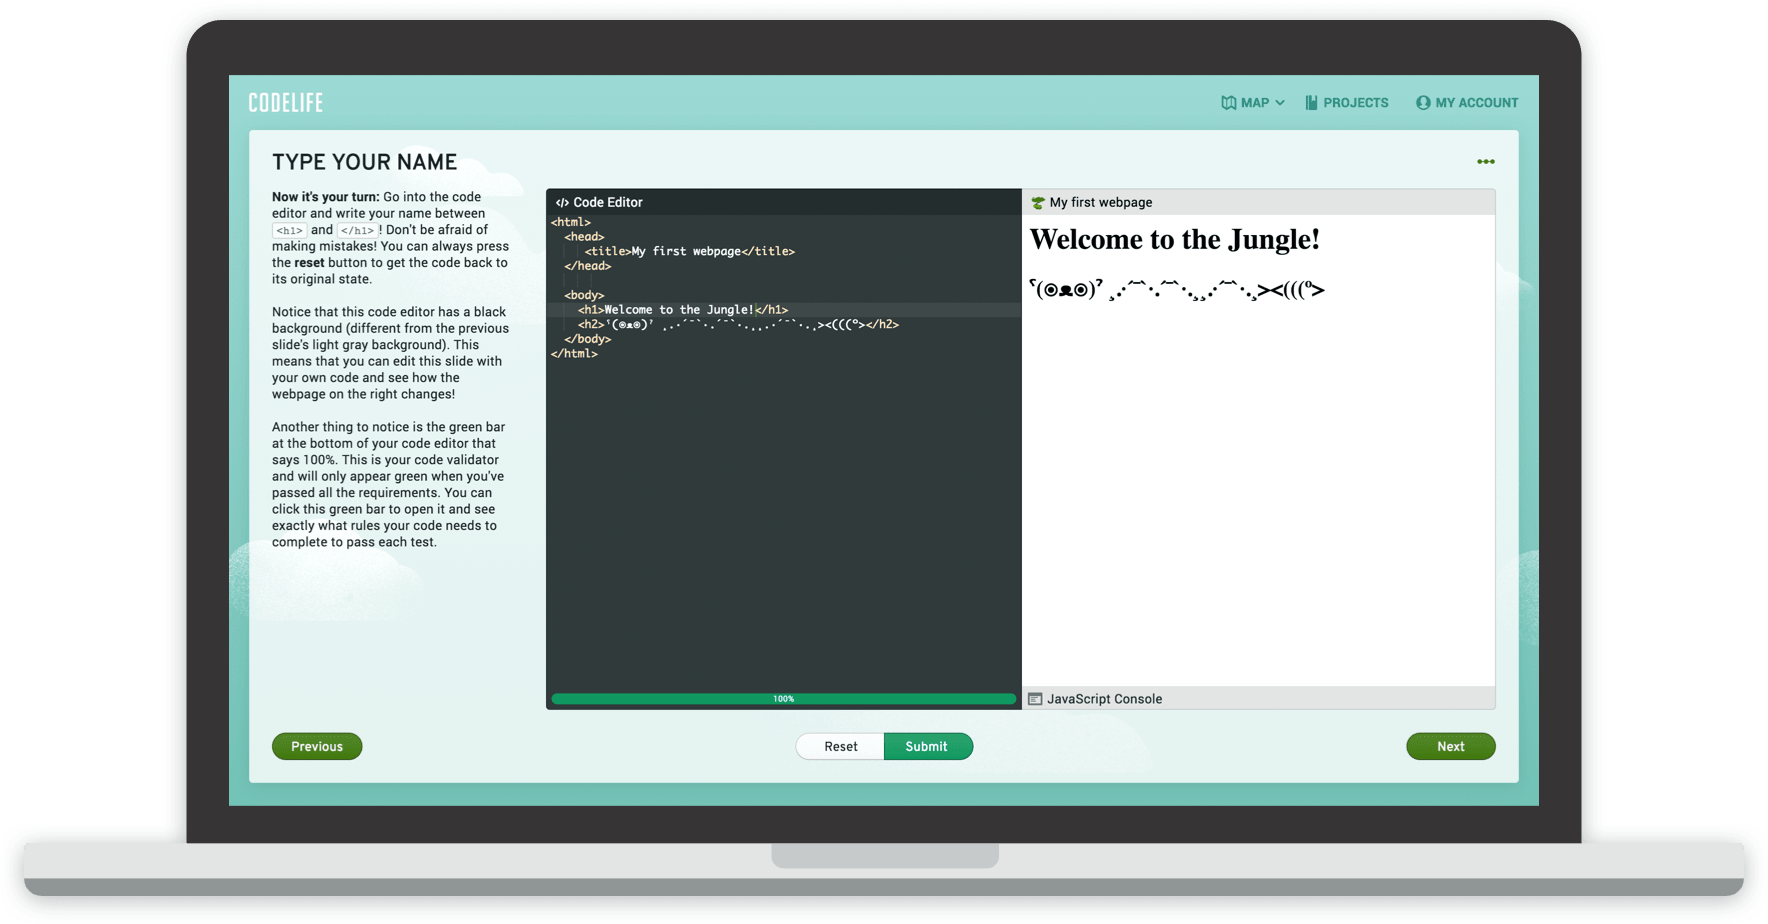 CODELIFE
MAP
PROJECTS
MY ACCOUNT
TYPE YOUR NAME
Now it's your turn: Go into the code
editor and write your name between
<h1> and </h1>! Don't be afraid of
making mistakes! You can always press
the reset button to get the code back to
its original state.
Notice that this code editor has a black
background (different from the previous
slide's light gray background). This
means that you can edit this slide with
your own code and see how the
webpage on the right changes!
Another thing to notice is the green bar
at the bottom of your code editor that
says 100%. This is your code validator
and will only appear green when you've
passed all the requirements. You can
click this green bar to open it and see
exactly what rules your code needs to
complete to pass each test.
</> Code Editor
<html>
<head>
<title>My first webpage</title>
</head>
<body>
<h1>Welcome to the Jungle!</h1>
<h2>ˁ(⊙ᴥ⊙)ˀ ¸.·´¯`·.´¯`·.¸¸.·´¯`·.¸><(((º></h2>
</body>
</html>
100%
My first webpage
Welcome to the Jungle!
ˁ(⊙ᴥ⊙)ˀ ¸.·´¯`·.´¯`·.¸¸.·´¯`·.¸><(((º>
JavaScript Console
Previous
Reset
Submit
Next